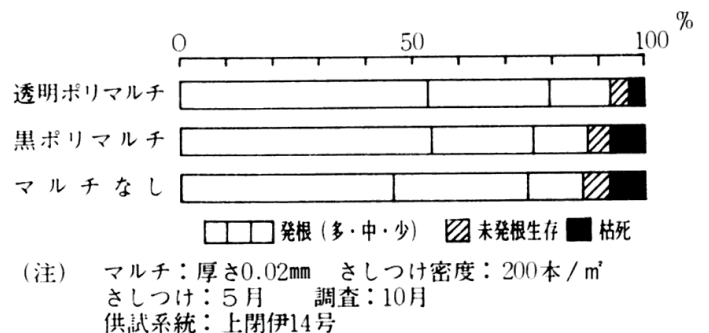 %
0 50 100
透明ポリマルチ
黒ポリマルチ
マルチなし
発根(多・中・少) 未発根生存 枯死
(注) マルチ:厚さ0.02㎜ さしつけ密度:200本/㎡
さしつけ:5月 調査:10月
供試系統:上閉伊14号